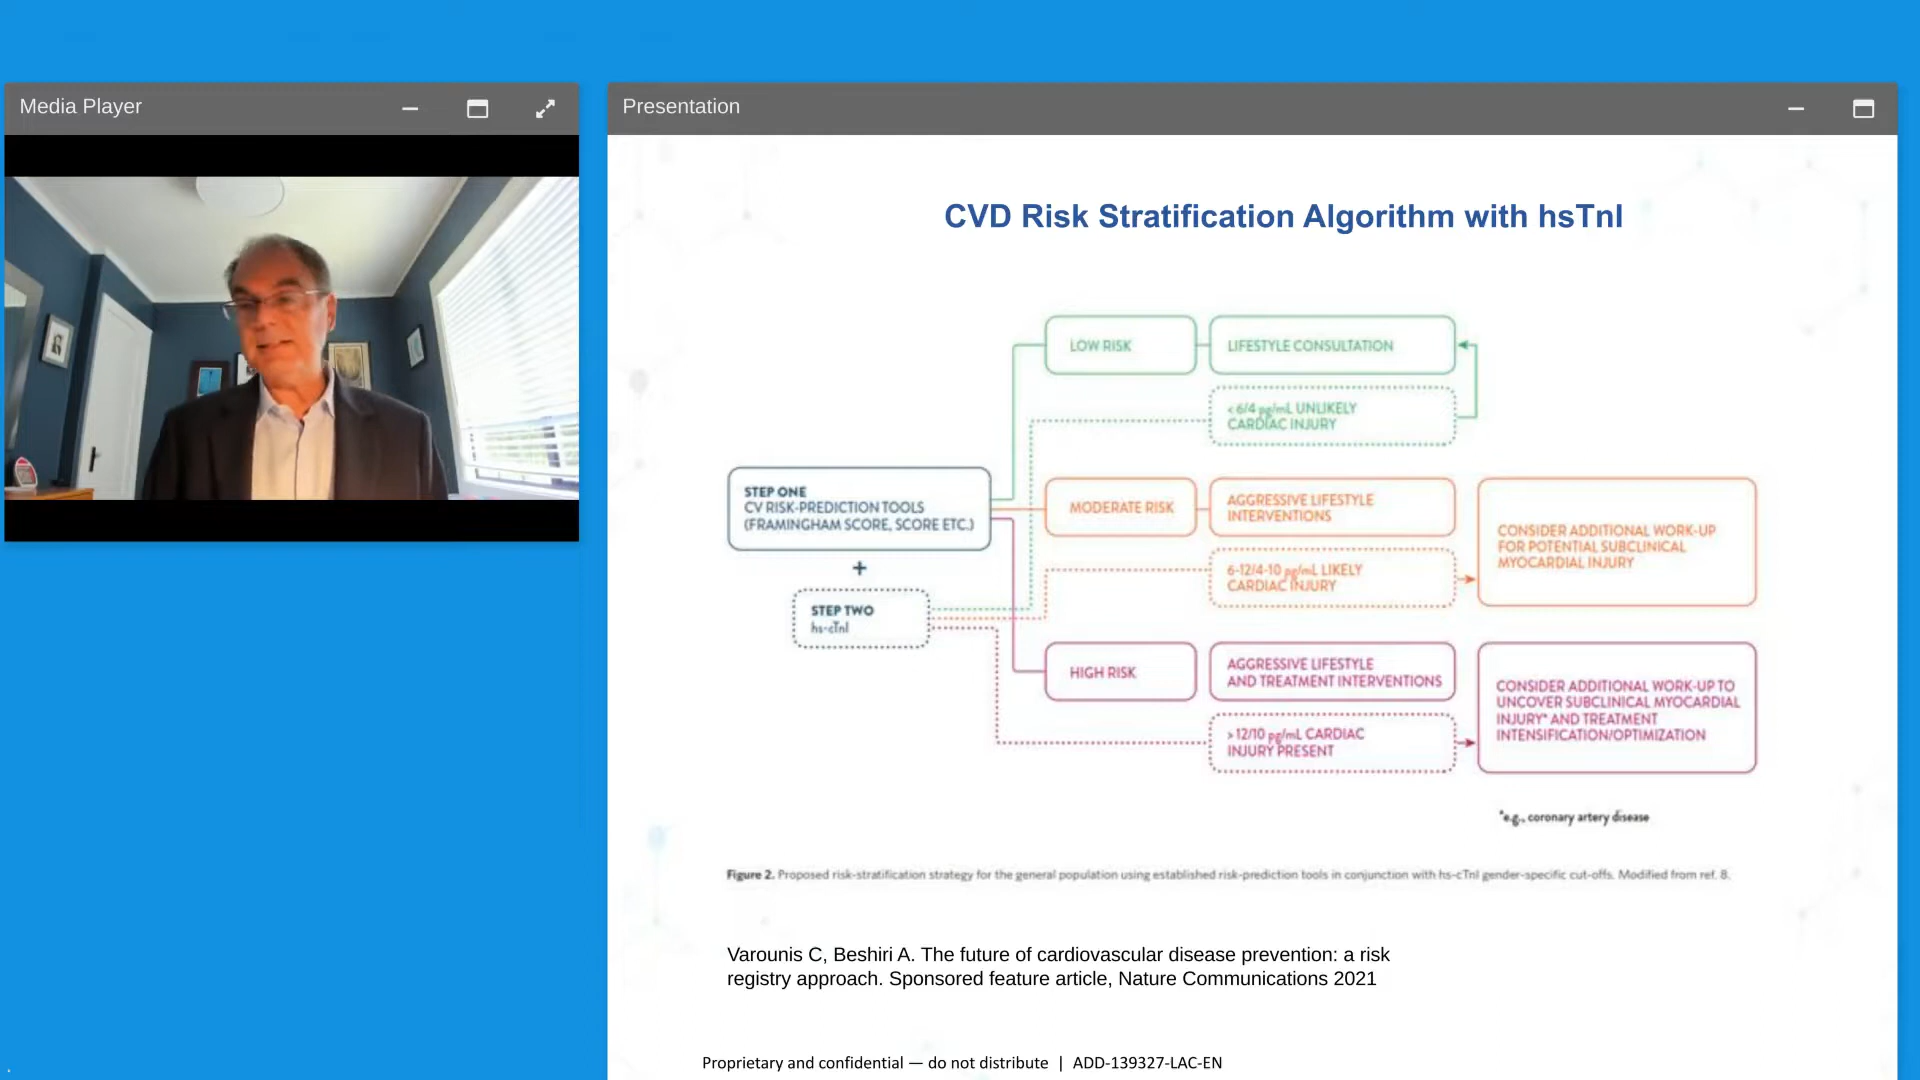 Media Player
Presentation
CVD Risk Stratification Algorithm with hsTnI
LOW RISK
LIFESTYLE CONSULTATION
< 6/4 pg/mL UNLIKELY
CARDIAC INJURY
STEP ONE
CV RISK-PREDICTION TOOLS
(FRAMINGHAM SCORE, SCORE ETC.)
+
STEP TWO
hs-cTnI
MODERATE RISK
AGGRESSIVE LIFESTYLE
INTERVENTIONS
6-12/4-10 pg/mL LIKELY
CARDIAC INJURY
CONSIDER ADDITIONAL WORK-UP
FOR POTENTIAL SUBCLINICAL
MYOCARDIAL INJURY
HIGH RISK
AGGRESSIVE LIFESTYLE
AND TREATMENT INTERVENTIONS
> 12/10 pg/mL CARDIAC
INJURY PRESENT
CONSIDER ADDITIONAL WORK-UP TO
UNCOVER SUBCLINICAL MYOCARDIAL
INJURY* AND TREATMENT
INTENSIFICATION/OPTIMIZATION
*e.g., coronary artery disease
Figure 2. Proposed risk-stratification strategy for the general population using established risk-prediction tools in conjunction with hs-cTnI gender-specific cut-offs. Modified from ref. 8.
Varounis C, Beshiri A. The future of cardiovascular disease prevention: a risk
registry approach. Sponsored feature article, Nature Communications 2021
Proprietary and confidential — do not distribute | ADD-139327-LAC-EN